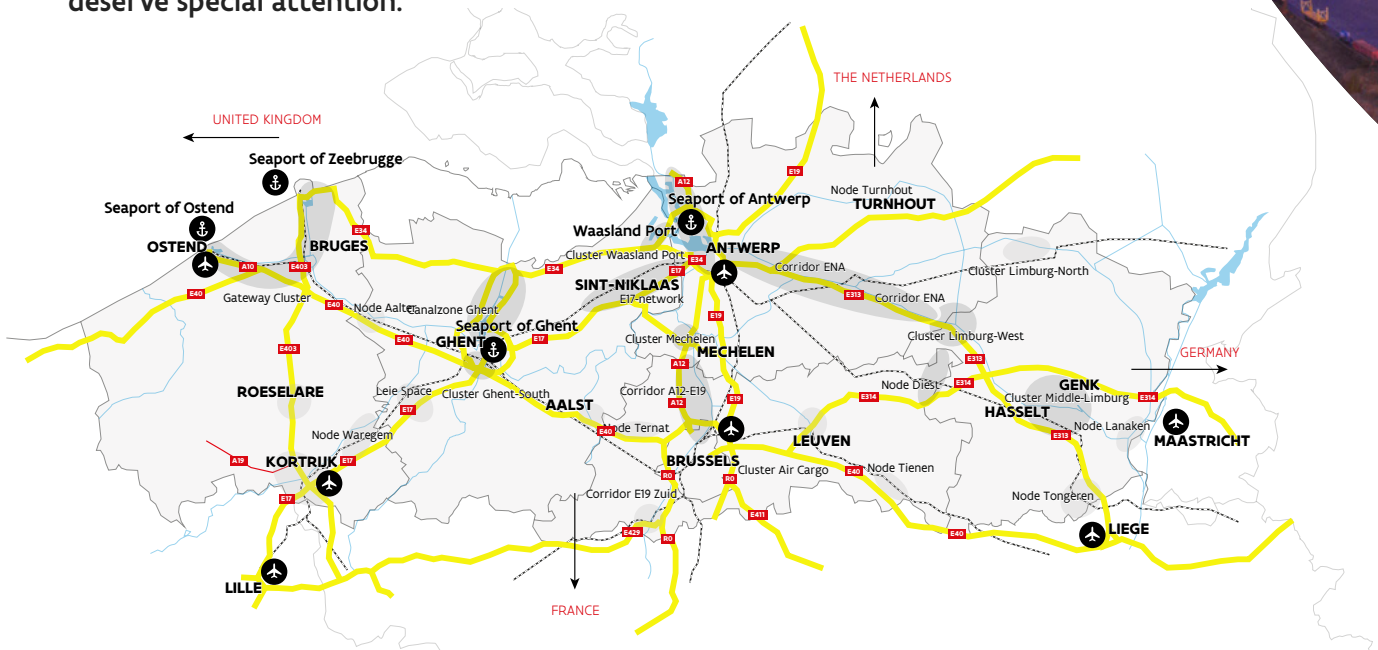 deserve special attention.
THE NETHERLANDS
UNITED KINGDOM
Seaport of Zeebrugge
E19
A12
Node Turnhout
TURNHOUT
Seaport of Antwerp
Seaport of Ostend
E34
Waasland Port
OSTEND
BRUGES
ANTWERP
Cluster Waasland Port
E34
A10
E403
E34
E17
Corridor ENA
Cluster Limburg-North
SINT-NIKLAAS
E17-network
E40
Gateway Cluster
E313
Corridor ENA
E40
Node Aalter
Canalzone Ghent
E19
Seaport of Ghent
GHENT
E40
E17
Cluster Mechelen
Cluster Limburg-West
E403
MECHELEN
E313
GERMANY
A12
ROESELARE
Leie Space
Cluster Ghent-South
Corridor A12-E19
Node Diest
E314
GENK
E314
Cluster Middle-Limburg
E314
E17
AALST
A12
E19
HASSELT
Node Waregem
E40
Node Ternat
LEUVEN
E313
Node Lanaken
MAASTRICHT
A19
KORTRIJK
E17
BRUSSELS
Cluster Air Cargo
E40
Node Tienen
R0
R0
E17
Corridor E19 Zuid
Node Tongeren
E411
E429
R0
E40
LIEGE
LILLE
FRANCE